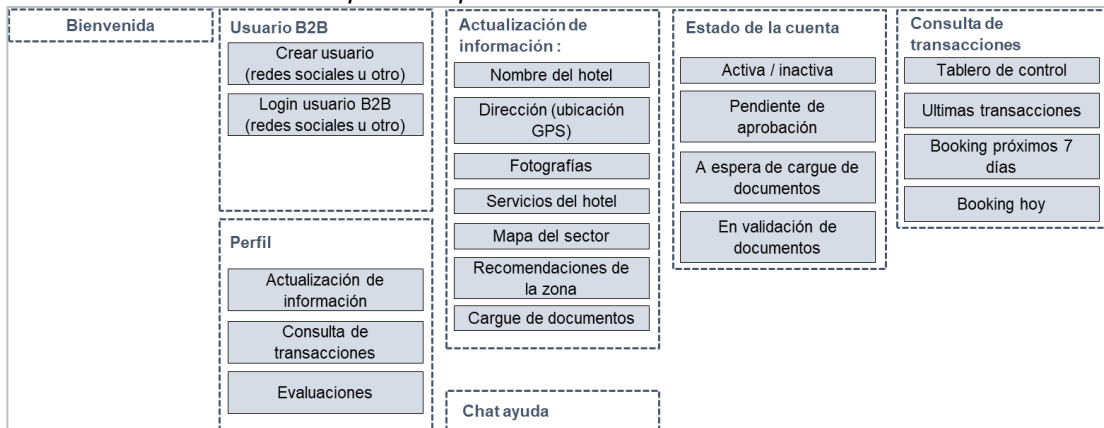 Bienvenida
Usuario B2B
Crear usuario
(redes sociales u otro)
Login usuario B2B
(redes sociales u otro)
Perfil
Actualización de
información
Consulta de
transacciones
Evaluaciones
Actualización de
información :
Nombre del hotel
Dirección (ubicación
GPS)
Fotografías
Servicios del hotel
Mapa del sector
Recomendaciones de
la zona
Cargue de documentos
Chat ayuda
Estado de la cuenta
Activa / inactiva
Pendiente de
aprobación
A espera de cargue de
documentos
En validación de
documentos
Consulta de
transacciones
Tablero de control
Ultimas transacciones
Booking próximos 7
días
Booking hoy